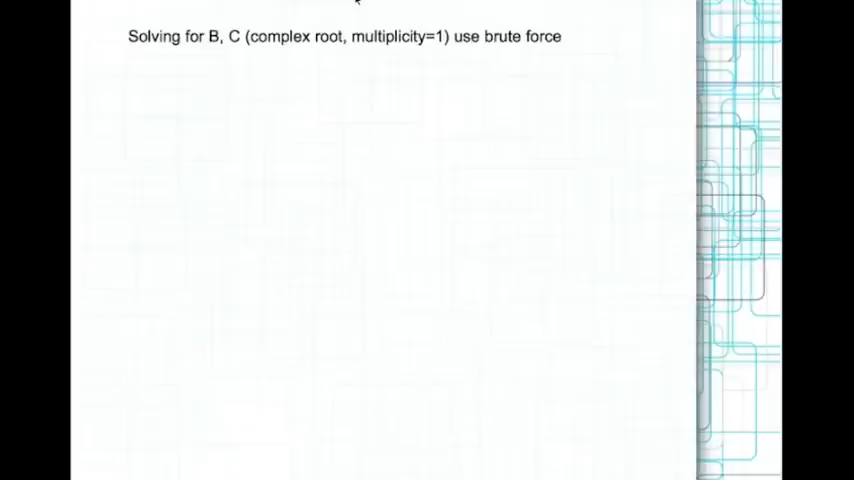 Solving for B, C (complex root, multiplicity=1) use brute force